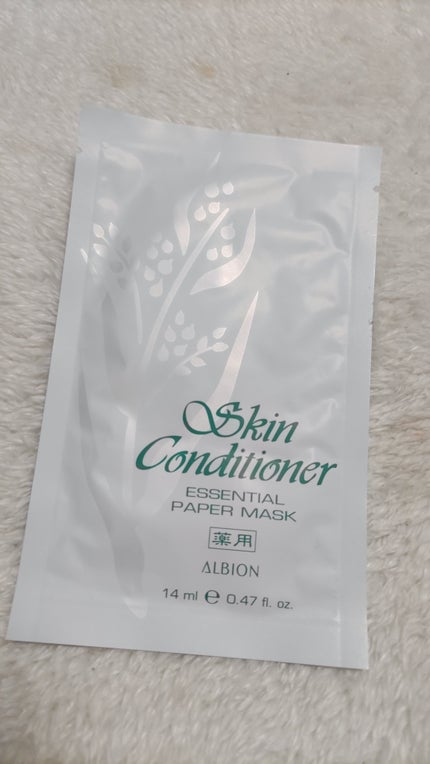 Skin
Conditioner
ESSENTIAL
PAPER MASK
薬用
ALBION
14 ml ℮ 0.47 fl. oz.